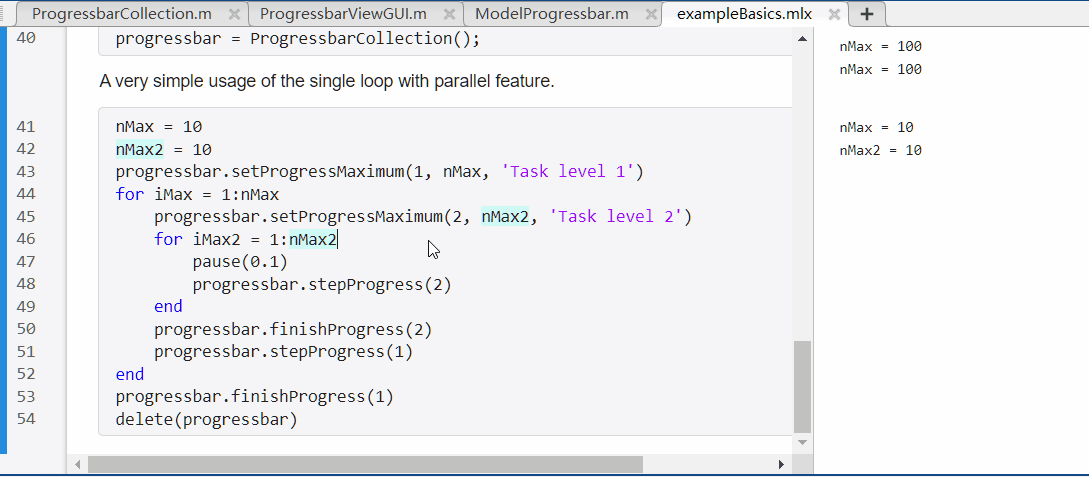 ProgressbarCollection.m ProgressbarViewGUI.m ModelProgressbar.m exampleBasics.mlx
40 progressbar = ProgressbarCollection();
A very simple usage of the single loop with parallel feature.
41 nMax = 10
42 nMax2 = 10
43 progressbar.setProgressMaximum(1, nMax, 'Task level 1')
44 for iMax = 1:nMax
45 progressbar.setProgressMaximum(2, nMax2, 'Task level 2')
46 for iMax2 = 1:nMax2
47 pause(0.1)
48 progressbar.stepProgress(2)
49 end
50 progressbar.finishProgress(2)
51 progressbar.stepProgress(1)
52 end
53 progressbar.finishProgress(1)
54 delete(progressbar)
nMax = 100
nMax = 100
nMax = 10
nMax2 = 10